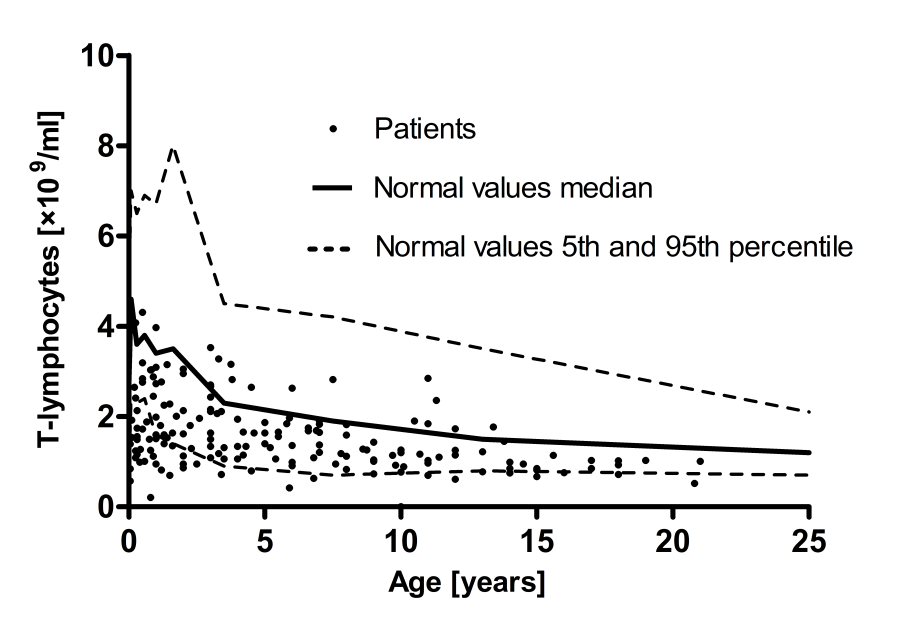 10
8
6
4
2
0
T-lymphocytes [×10⁹/ml]
Patients
Normal values median
Normal values 5th and 95th percentile
0 5 10 15 20 25
Age [years]